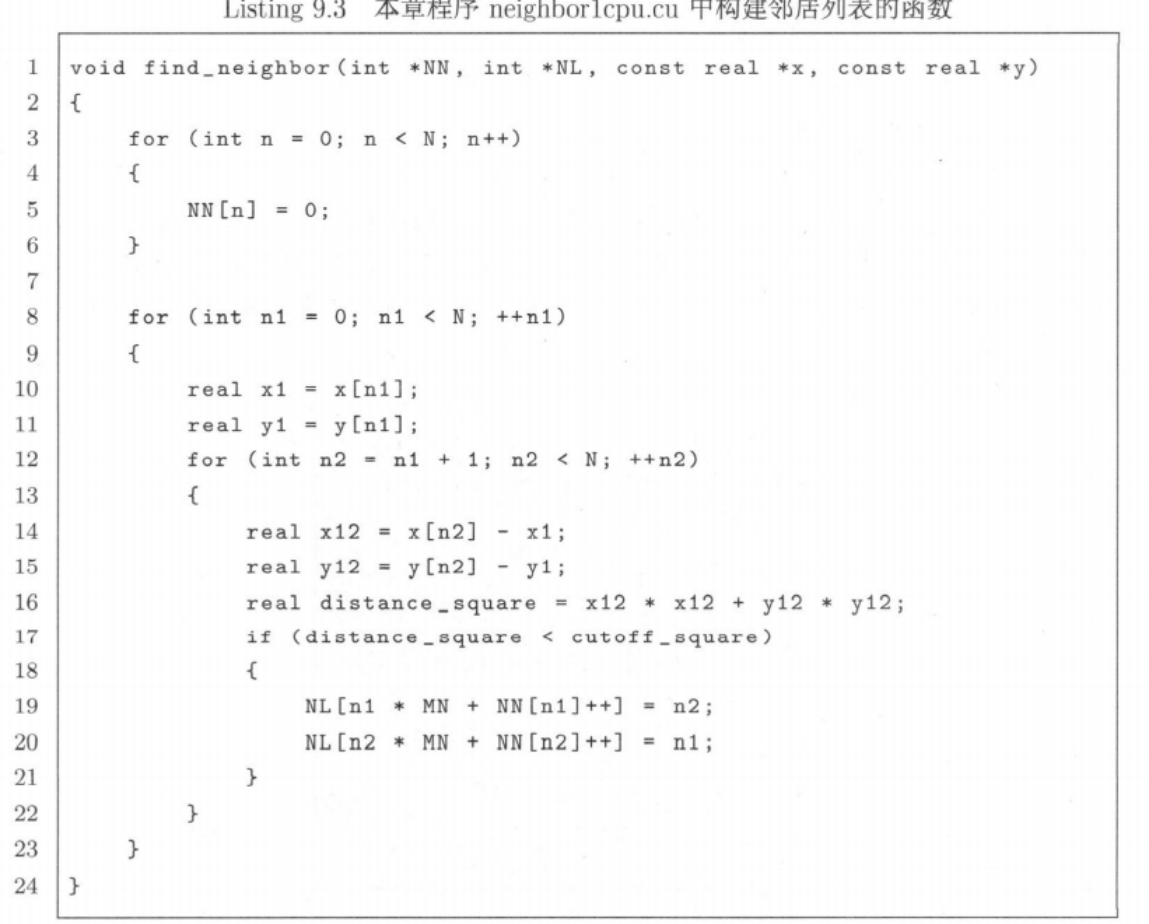 Listing 9.3 本章程序 neighbor1cpu.cu 中构建邻居列表的函数
1 void find_neighbor(int *NN, int *NL, const real *x, const real *y)
2 {
3     for (int n = 0; n < N; n++)
4     {
5         NN[n] = 0;
6     }
7
8     for (int n1 = 0; n1 < N; ++n1)
9     {
10         real x1 = x[n1];
11         real y1 = y[n1];
12         for (int n2 = n1 + 1; n2 < N; ++n2)
13         {
14             real x12 = x[n2] - x1;
15             real y12 = y[n2] - y1;
16             real distance_square = x12 * x12 + y12 * y12;
17             if (distance_square < cutoff_square)
18             {
19                 NL[n1 * MN + NN[n1]++] = n2;
20                 NL[n2 * MN + NN[n2]++] = n1;
21             }
22         }
23     }
24 }